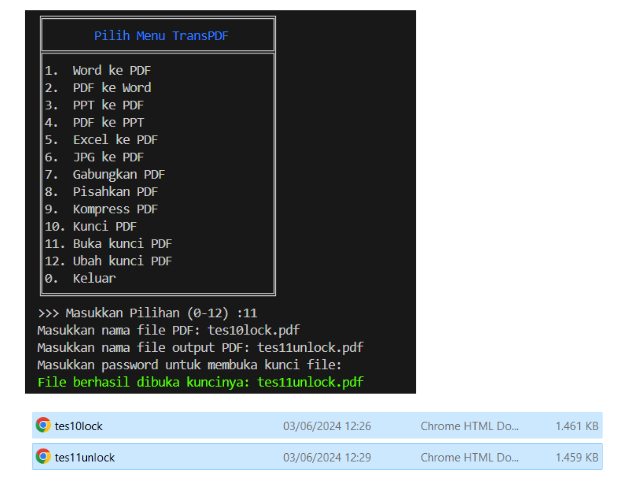 Pilih Menu TransPDF
1. Word ke PDF
2. PDF ke Word
3. PPT ke PDF
4. PDF ke PPT
5. Excel ke PDF
6. JPG ke PDF
7. Gabungkan PDF
8. Pisahkan PDF
9. Kompress PDF
10. Kunci PDF
11. Buka kunci PDF
12. Ubah kunci PDF
0. Keluar
>>> Masukkan Pilihan (0-12) :11
Masukkan nama file PDF: tes10lock.pdf
Masukkan nama file output PDF: tes11unlock.pdf
Masukkan password untuk membuka kunci file:
File berhasil dibuka kuncinya: tes11unlock.pdf
tes10lock 03/06/2024 12:26 Chrome HTML Do... 1.461 KB
tes11unlock 03/06/2024 12:29 Chrome HTML Do... 1.459 KB